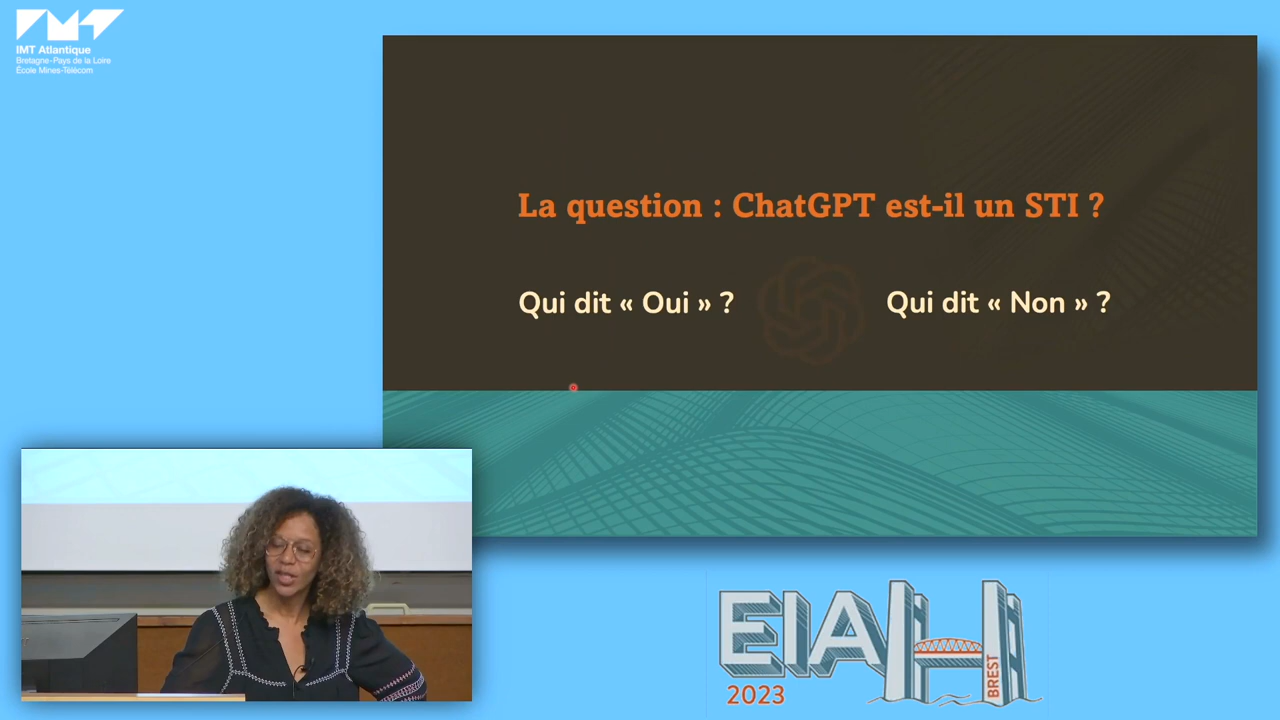 IMT Atlantique
Bretagne-Pays de la Loire
École Mines-Télécom
La question : ChatGPT est-il un STI ?
Qui dit « Oui » ?
Qui dit « Non » ?
EIAH
2023
BREST